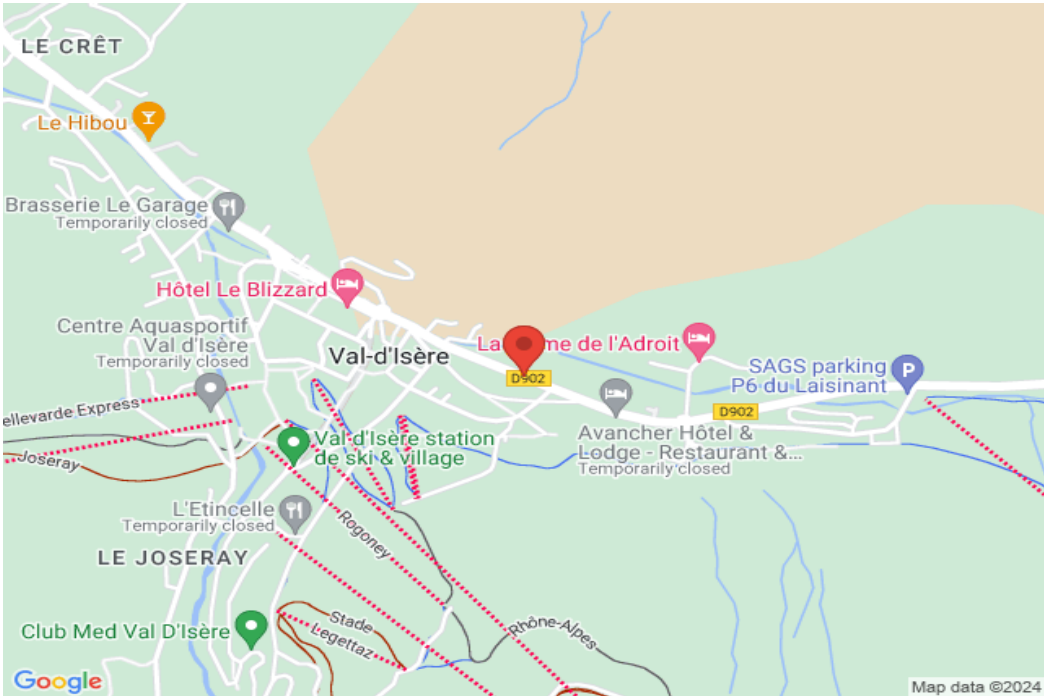 LE CRÊT
Le Hibou
Brasserie Le Garage
Temporarily closed
Hôtel Le Blizzard
Centre Aquasportif
Val d'Isère
Temporarily closed
Val-d'Isère
La me de l'Adroit
D902
SAGS parking
P6 du Laisinant
P
D902
ellevarde Express
Joseray
Val d'Isère station
de ski & village
Avancher Hôtel &
Lodge - Restaurant &...
Temporarily closed
L'Etincelle
Temporarily closed
Rogoney
LE JOSERAY
Stade
Legettaz
Rhône-Alpes
Club Med Val D'Isère
Google
Map data ©2024